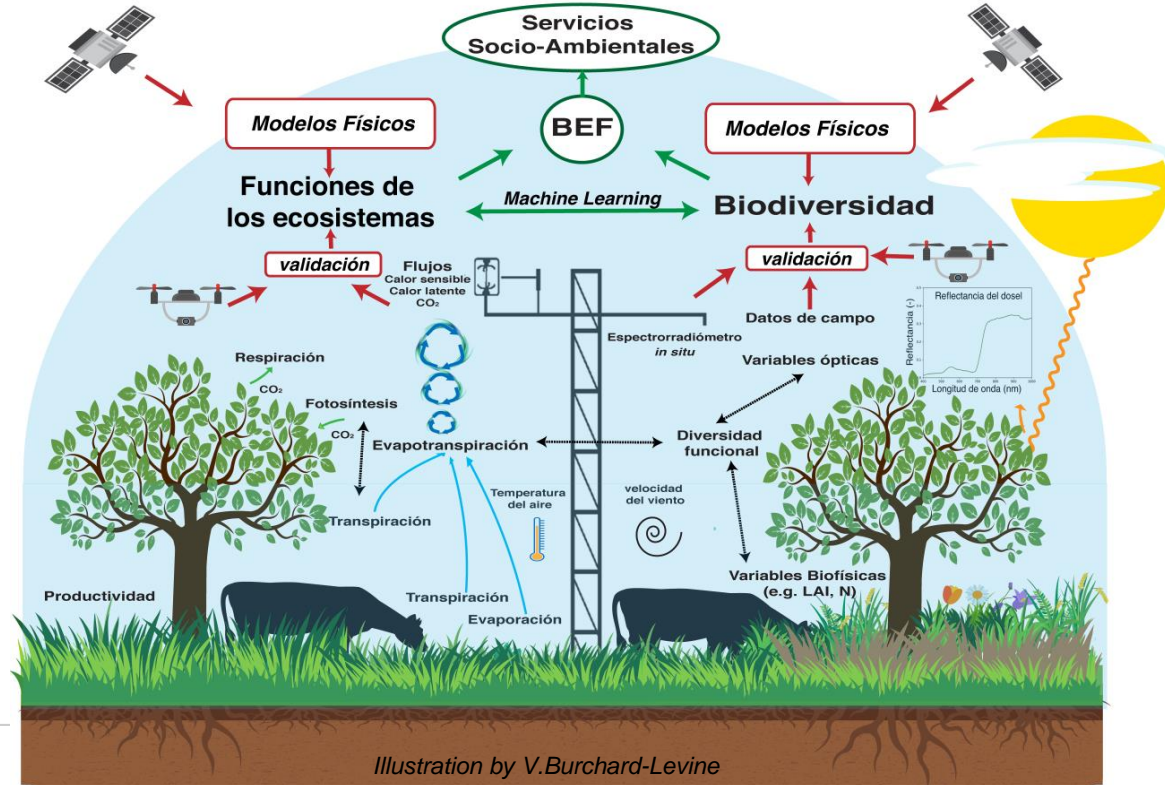 Servicios
Socio-Ambientales
BEF
Modelos Físicos
Modelos Físicos
Funciones de
los ecosistemas
Machine Learning
Biodiversidad
validación
validación
Flujos
Calor sensible
Calor latente
CO₂
Espectrorradiómetro
in situ
Datos de campo
Variables ópticas
Reflectancia del dosel
Reflectancia (-)
Longitud de onda (nm)
Respiración
CO₂
Fotosíntesis
CO₂
Evapotranspiración
Diversidad
funcional
Transpiración
Temperatura
del aire
velocidad
del viento
Variables Biofísicas
(e.g. LAI, N)
Productividad
Transpiración
Evaporación
Illustration by V.Burchard-Levine